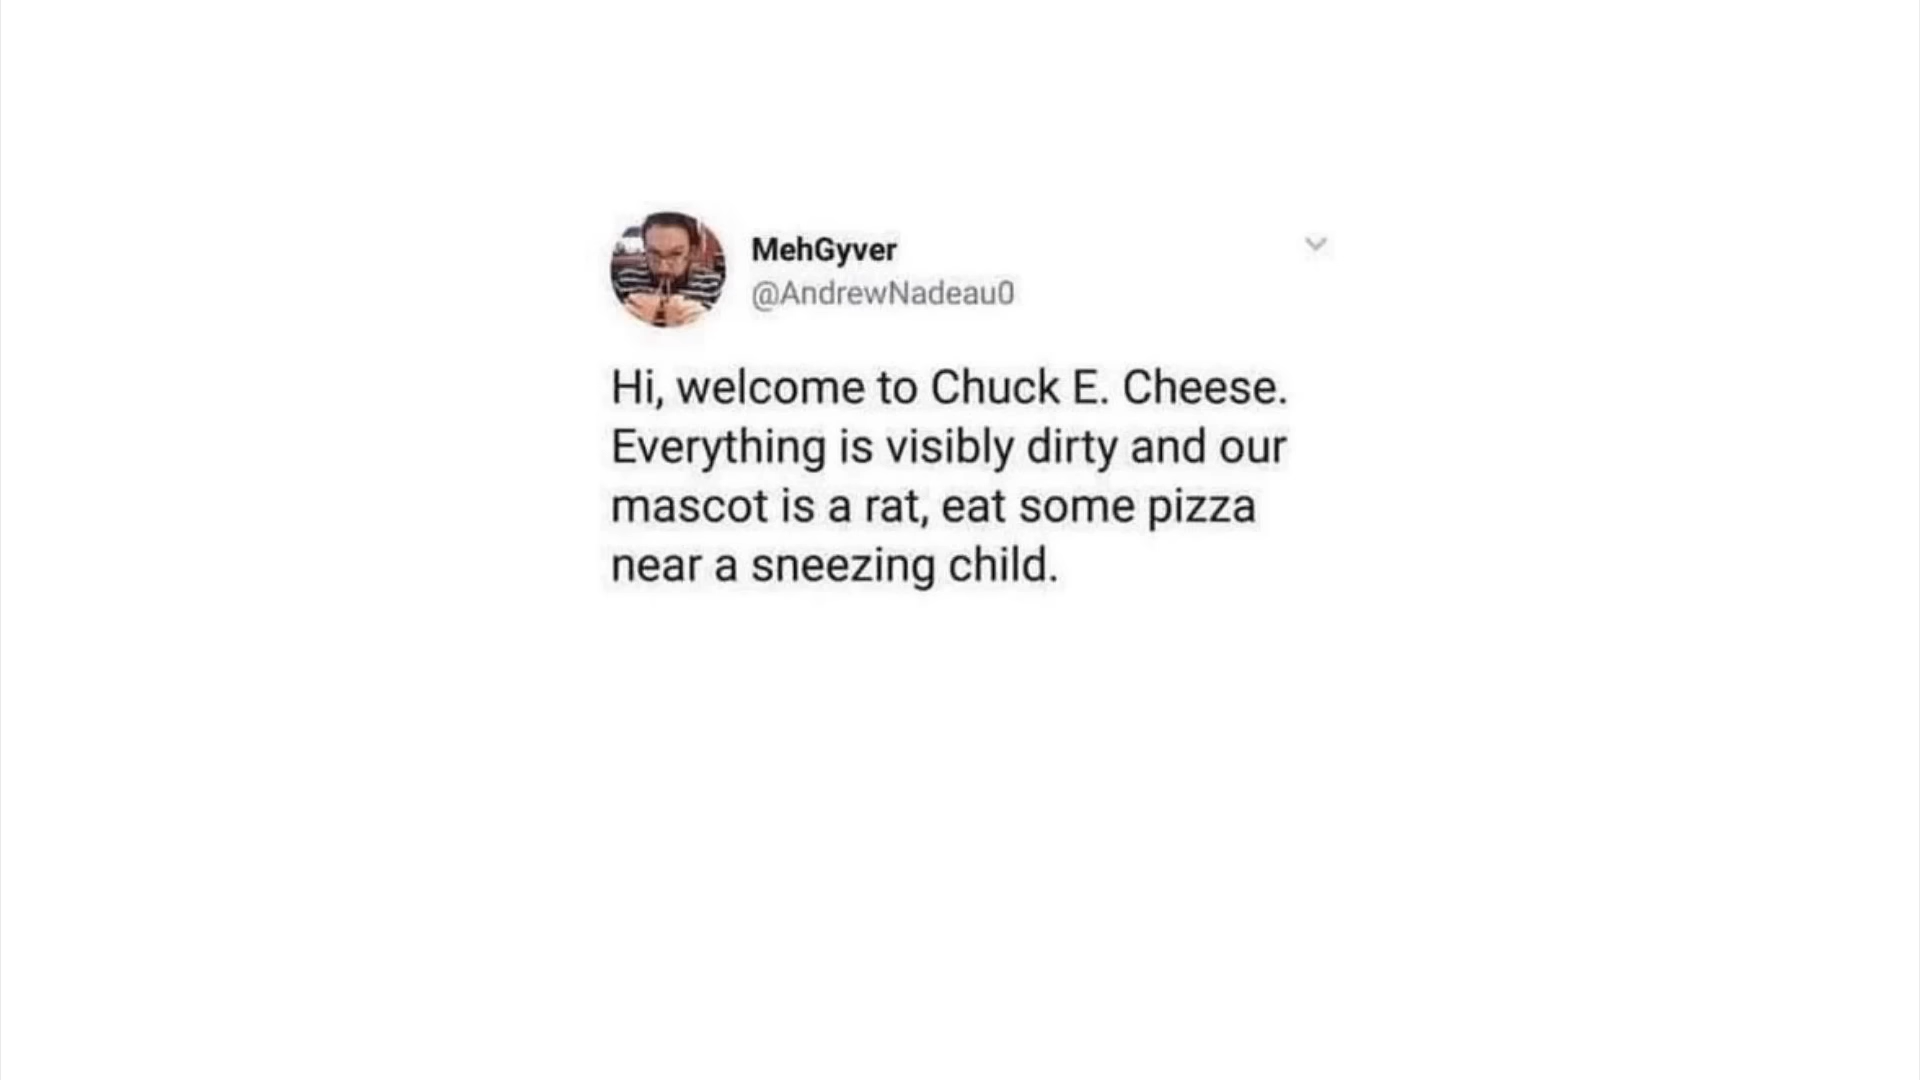 MehGyver
@AndrewNadeau0
Hi, welcome to Chuck E. Cheese.
Everything is visibly dirty and our
mascot is a rat, eat some pizza
near a sneezing child.